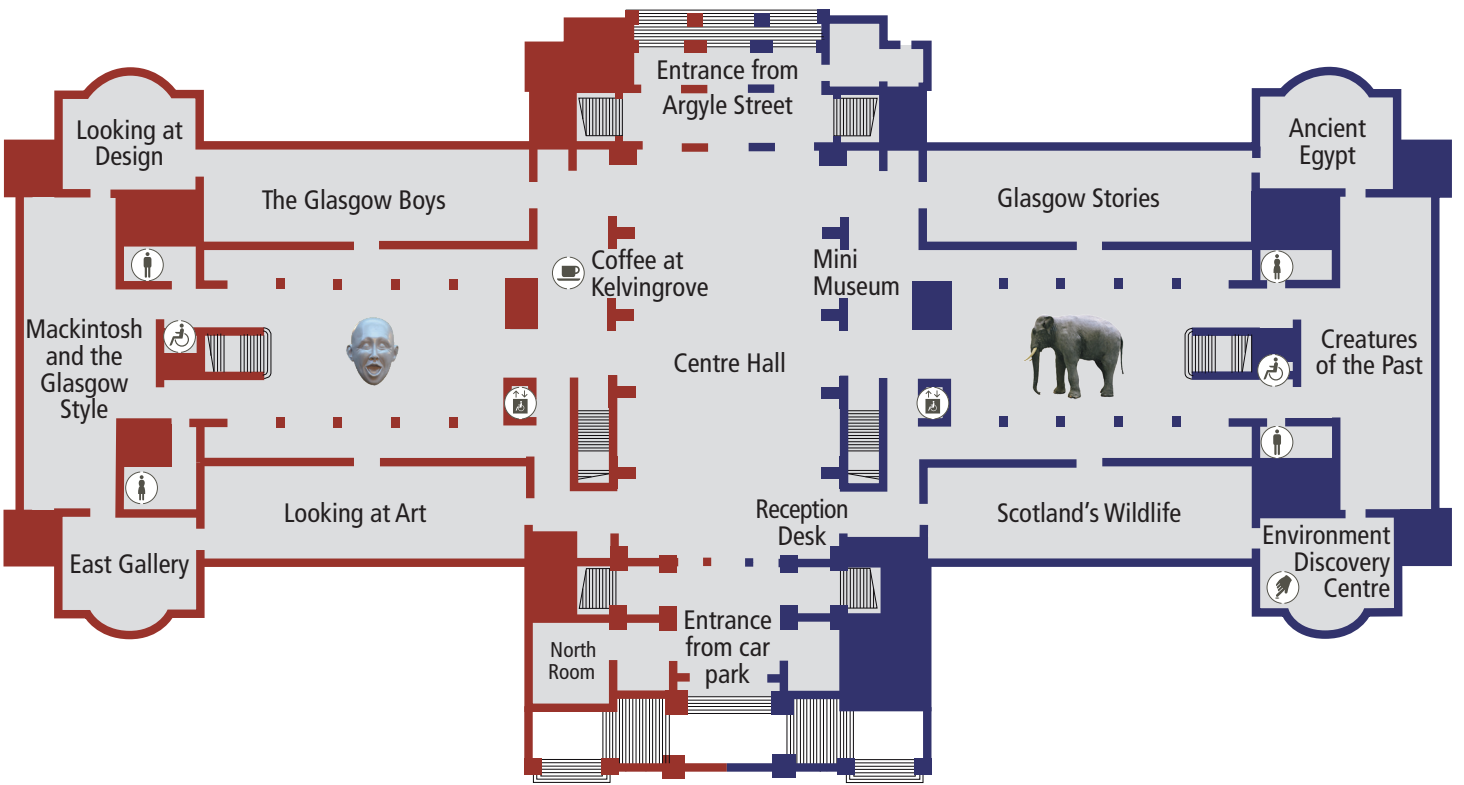 Entrance from
Argyle Street
Looking at
Design
Ancient
Egypt
The Glasgow Boys
Glasgow Stories
Coffee at
Kelvingrove
Mini
Museum
Mackintosh
and the
Glasgow
Style
Centre Hall
Creatures
of the Past
Looking at Art
Reception
Desk
Scotland's Wildlife
East Gallery
Environment
Discovery
Centre
North
Room
Entrance
from car
park